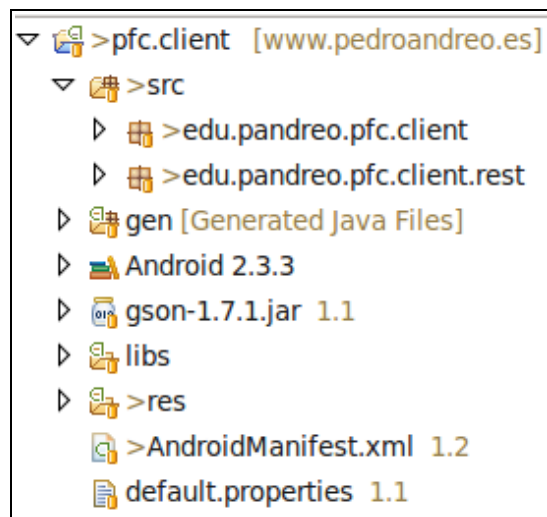 >pfc.client [www.pedroandreo.es]
>src
>edu.pandreo.pfc.client
>edu.pandreo.pfc.client.rest
gen [Generated Java Files]
Android 2.3.3
gson-1.7.1.jar 1.1
libs
>res
>AndroidManifest.xml 1.2
default.properties 1.1